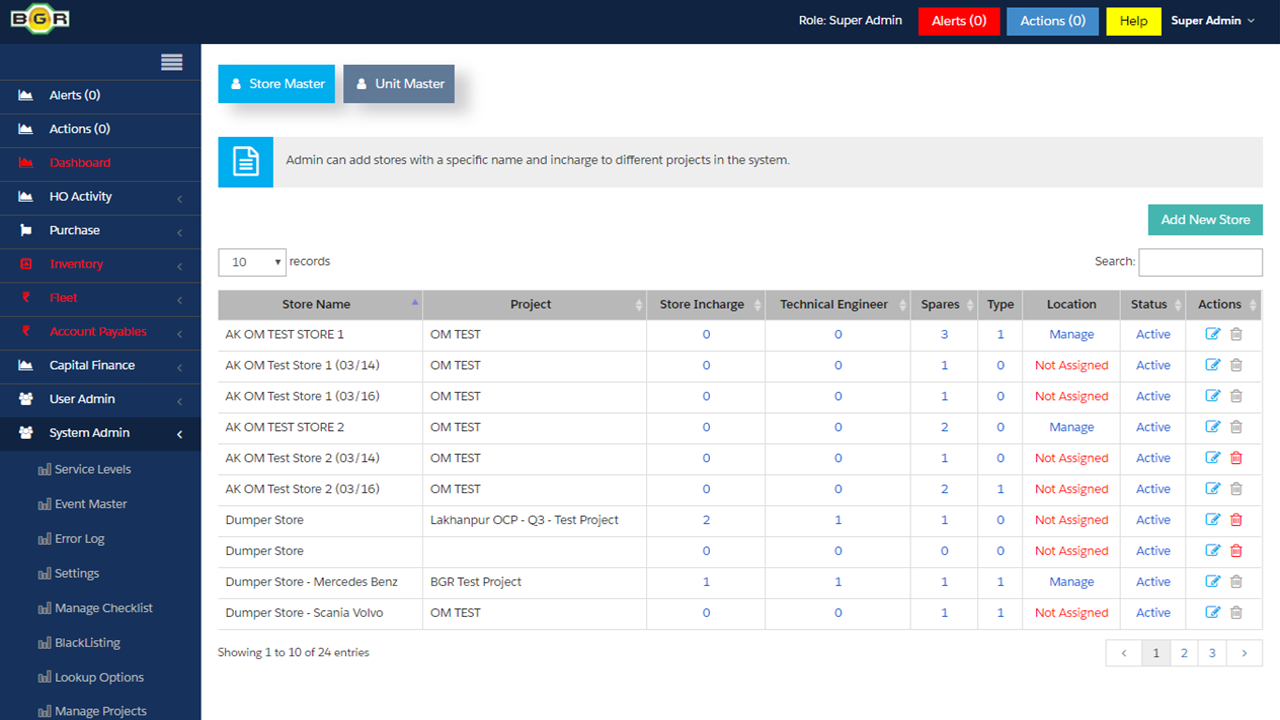 BGR
Role: Super Admin
Alerts (0)
Actions (0)
Help
Super Admin
Alerts (0)
Actions (0)
Dashboard
HO Activity
Purchase
Inventory
Fleet
Account Payables
Capital Finance
User Admin
System Admin
Service Levels
Event Master
Error Log
Settings
Manage Checklist
BlackListing
Lookup Options
Manage Projects
Store Master
Unit Master
Admin can add stores with a specific name and incharge to different projects in the system.
Add New Store
10 records
Search:
Store Name Project Store Incharge Technical Engineer Spares Type Location Status Actions
AK OM TEST STORE 1 OM TEST 0 0 3 1 Manage Active
AK OM Test Store 1 (03/14) OM TEST 0 0 1 0 Not Assigned Active
AK OM Test Store 1 (03/16) OM TEST 0 0 1 0 Not Assigned Active
AK OM TEST STORE 2 OM TEST 0 0 2 0 Manage Active
AK OM Test Store 2 (03/14) OM TEST 0 0 1 0 Not Assigned Active
AK OM Test Store 2 (03/16) OM TEST 0 0 2 1 Not Assigned Active
Dumper Store Lakhanpur OCP - Q3 - Test Project 2 1 1 0 Not Assigned Active
Dumper Store 0 0 0 0 Not Assigned Active
Dumper Store - Mercedes Benz BGR Test Project 1 1 1 1 Manage Active
Dumper Store - Scania Volvo OM TEST 0 0 1 1 Not Assigned Active
Showing 1 to 10 of 24 entries
‹ 1 2 3 ›